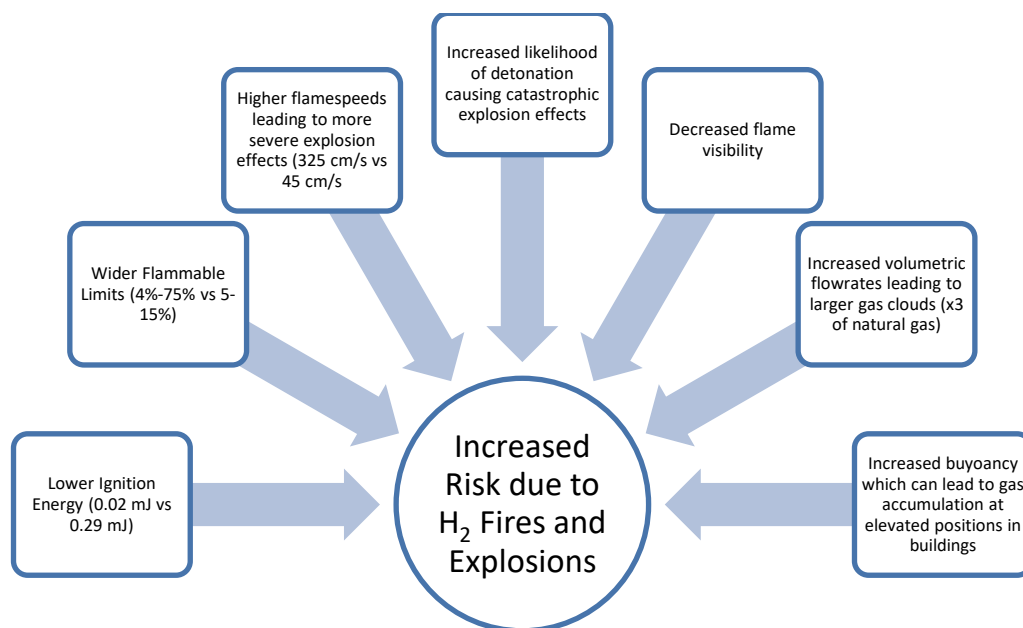 Lower Ignition
Energy (0.02 mJ vs
0.29 mJ)
Wider Flammable
Limits (4%-75% vs 5-
15%)
Higher flamespeeds
leading to more
severe explosion
effects (325 cm/s vs
45 cm/s
Increased likelihood
of detonation
causing catastrophic
explosion effects
Decreased flame
visibility
Increased volumetric
flowrates leading to
larger gas clouds (x3
of natural gas)
Increased buyoancy
which can lead to gas
accumulation at
elevated positions in
buildings
Increased
Risk due to
H₂ Fires and
Explosions